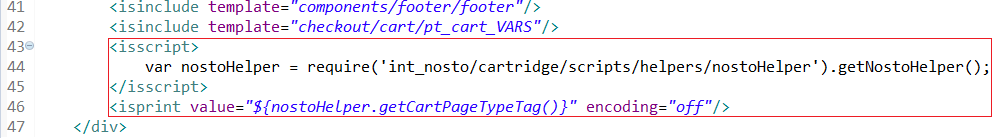 41 <isinclude template="components/footer/footer"/>
42 <isinclude template="checkout/cart/pt_cart_VARS"/>
43 <isscript>
44 var nostoHelper = require('int_nosto/cartridge/scripts/helpers/nostoHelper').getNostoHelper();
45 </isscript>
46 <isprint value="${nostoHelper.getCartPageTypeTag()}" encoding="off"/>
47 </div>